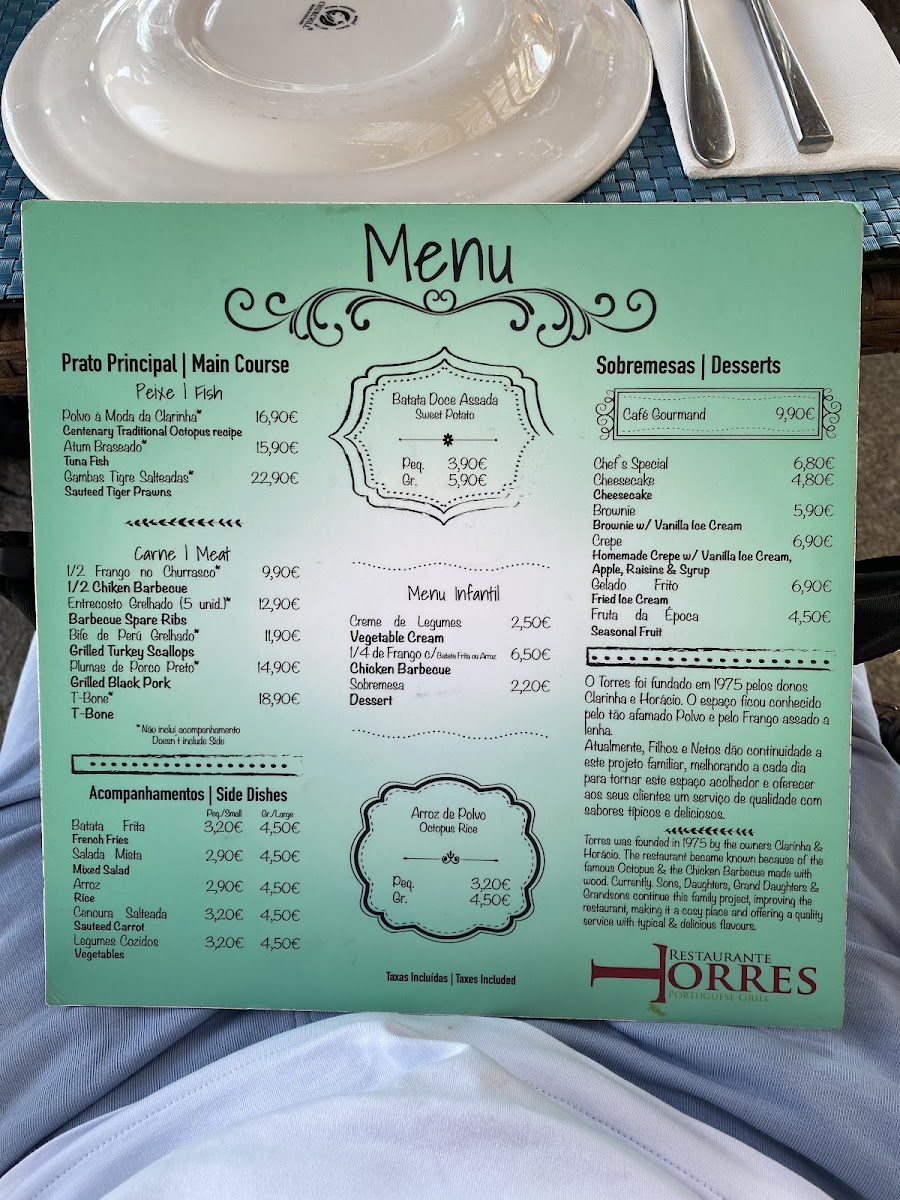 CHURCHILL
Menu
Prato Principal | Main Course
Peixe | Fish
Polvo à Moda da Clarinha* 16,90€
Centenary Traditional Octopus recipe
Atum Braseado* 15,90€
Tuna Fish
Gambas Tigre Salteadas* 22,90€
Sauteed Tiger Prawns
Carne | Meat
1/2 Frango no Churrasco* 9,90€
1/2 Chiken Barbecue
Entrecosto Grelhado (5 unid.)* 12,90€
Barbecue Spare Ribs
Bife de Perú Grelhado* 11,90€
Grilled Turkey Scallops
Plumas de Porco Preto* 14,90€
Grilled Black Pork
T-Bone* 18,90€
T-Bone
* Não inclui acompanhamento
Doesn´t include Side
Acompanhamentos | Side Dishes
Peq./Small Gr./Large
Batata Frita 3,20€ 4,50€
French Fries
Salada Mista 2,90€ 4,50€
Mixed Salad
Arroz 2,90€ 4,50€
Rice
Cenoura Salteada 3,20€ 4,50€
Sauteed Carrot
Legumes Cozidos 3,20€ 4,50€
Vegetables
Batata Doce Assada
Sweet Potato
Peq. 3,90€
Gr. 5,90€
Menu Infantil
Creme de Legumes 2,50€
Vegetable Cream
1/4 de Frango c/Batata Frita ou Arroz 6,50€
Chicken Barbecue
Sobremesa 2,20€
Dessert
Arroz de Polvo
Octopus Rice
Peq. 3,20€
Gr. 4,50€
Taxas Incluídas | Taxes Included
Sobremesas | Desserts
Café Gourmand 9,90€
Chef´s Special 6,80€
Cheesecake 4,80€
Cheesecake
Brownie 5,90€
Brownie w/ Vanilla Ice Cream
Crepe 6,90€
Homemade Crepe w/ Vanilla Ice Cream,
Apple, Raisins & Syrup
Gelado Frito 6,90€
Fried Ice Cream
Fruta da Época 4,50€
Seasonal Fruit
O Torres foi fundado em 1975 pelos donos
Clarinha e Horácio. O espaço ficou conhecido
pelo tão afamado Polvo e pelo Frango assado a
lenha.
Atualmente, Filhos e Netos dão continuidade a
este projeto familiar, melhorando a cada dia
para tornar este espaço acolhedor e oferecer
aos seus clientes um serviço de qualidade com
sabores típicos e deliciosos.
Torres was founded in 1975 by the owners Clarinha &
Horácio. The restaurant became known because of the
famous Octopus & the Chicken Barbecue made with
wood. Currently, Sons, Daughters, Grand Daughters &
Grandsons continue this family project, improving the
restaurant, making it a cosy place and offering a quality
service with typical & delicious flavours.
RESTAURANTE
TORRES
PORTUGUESE GRILL